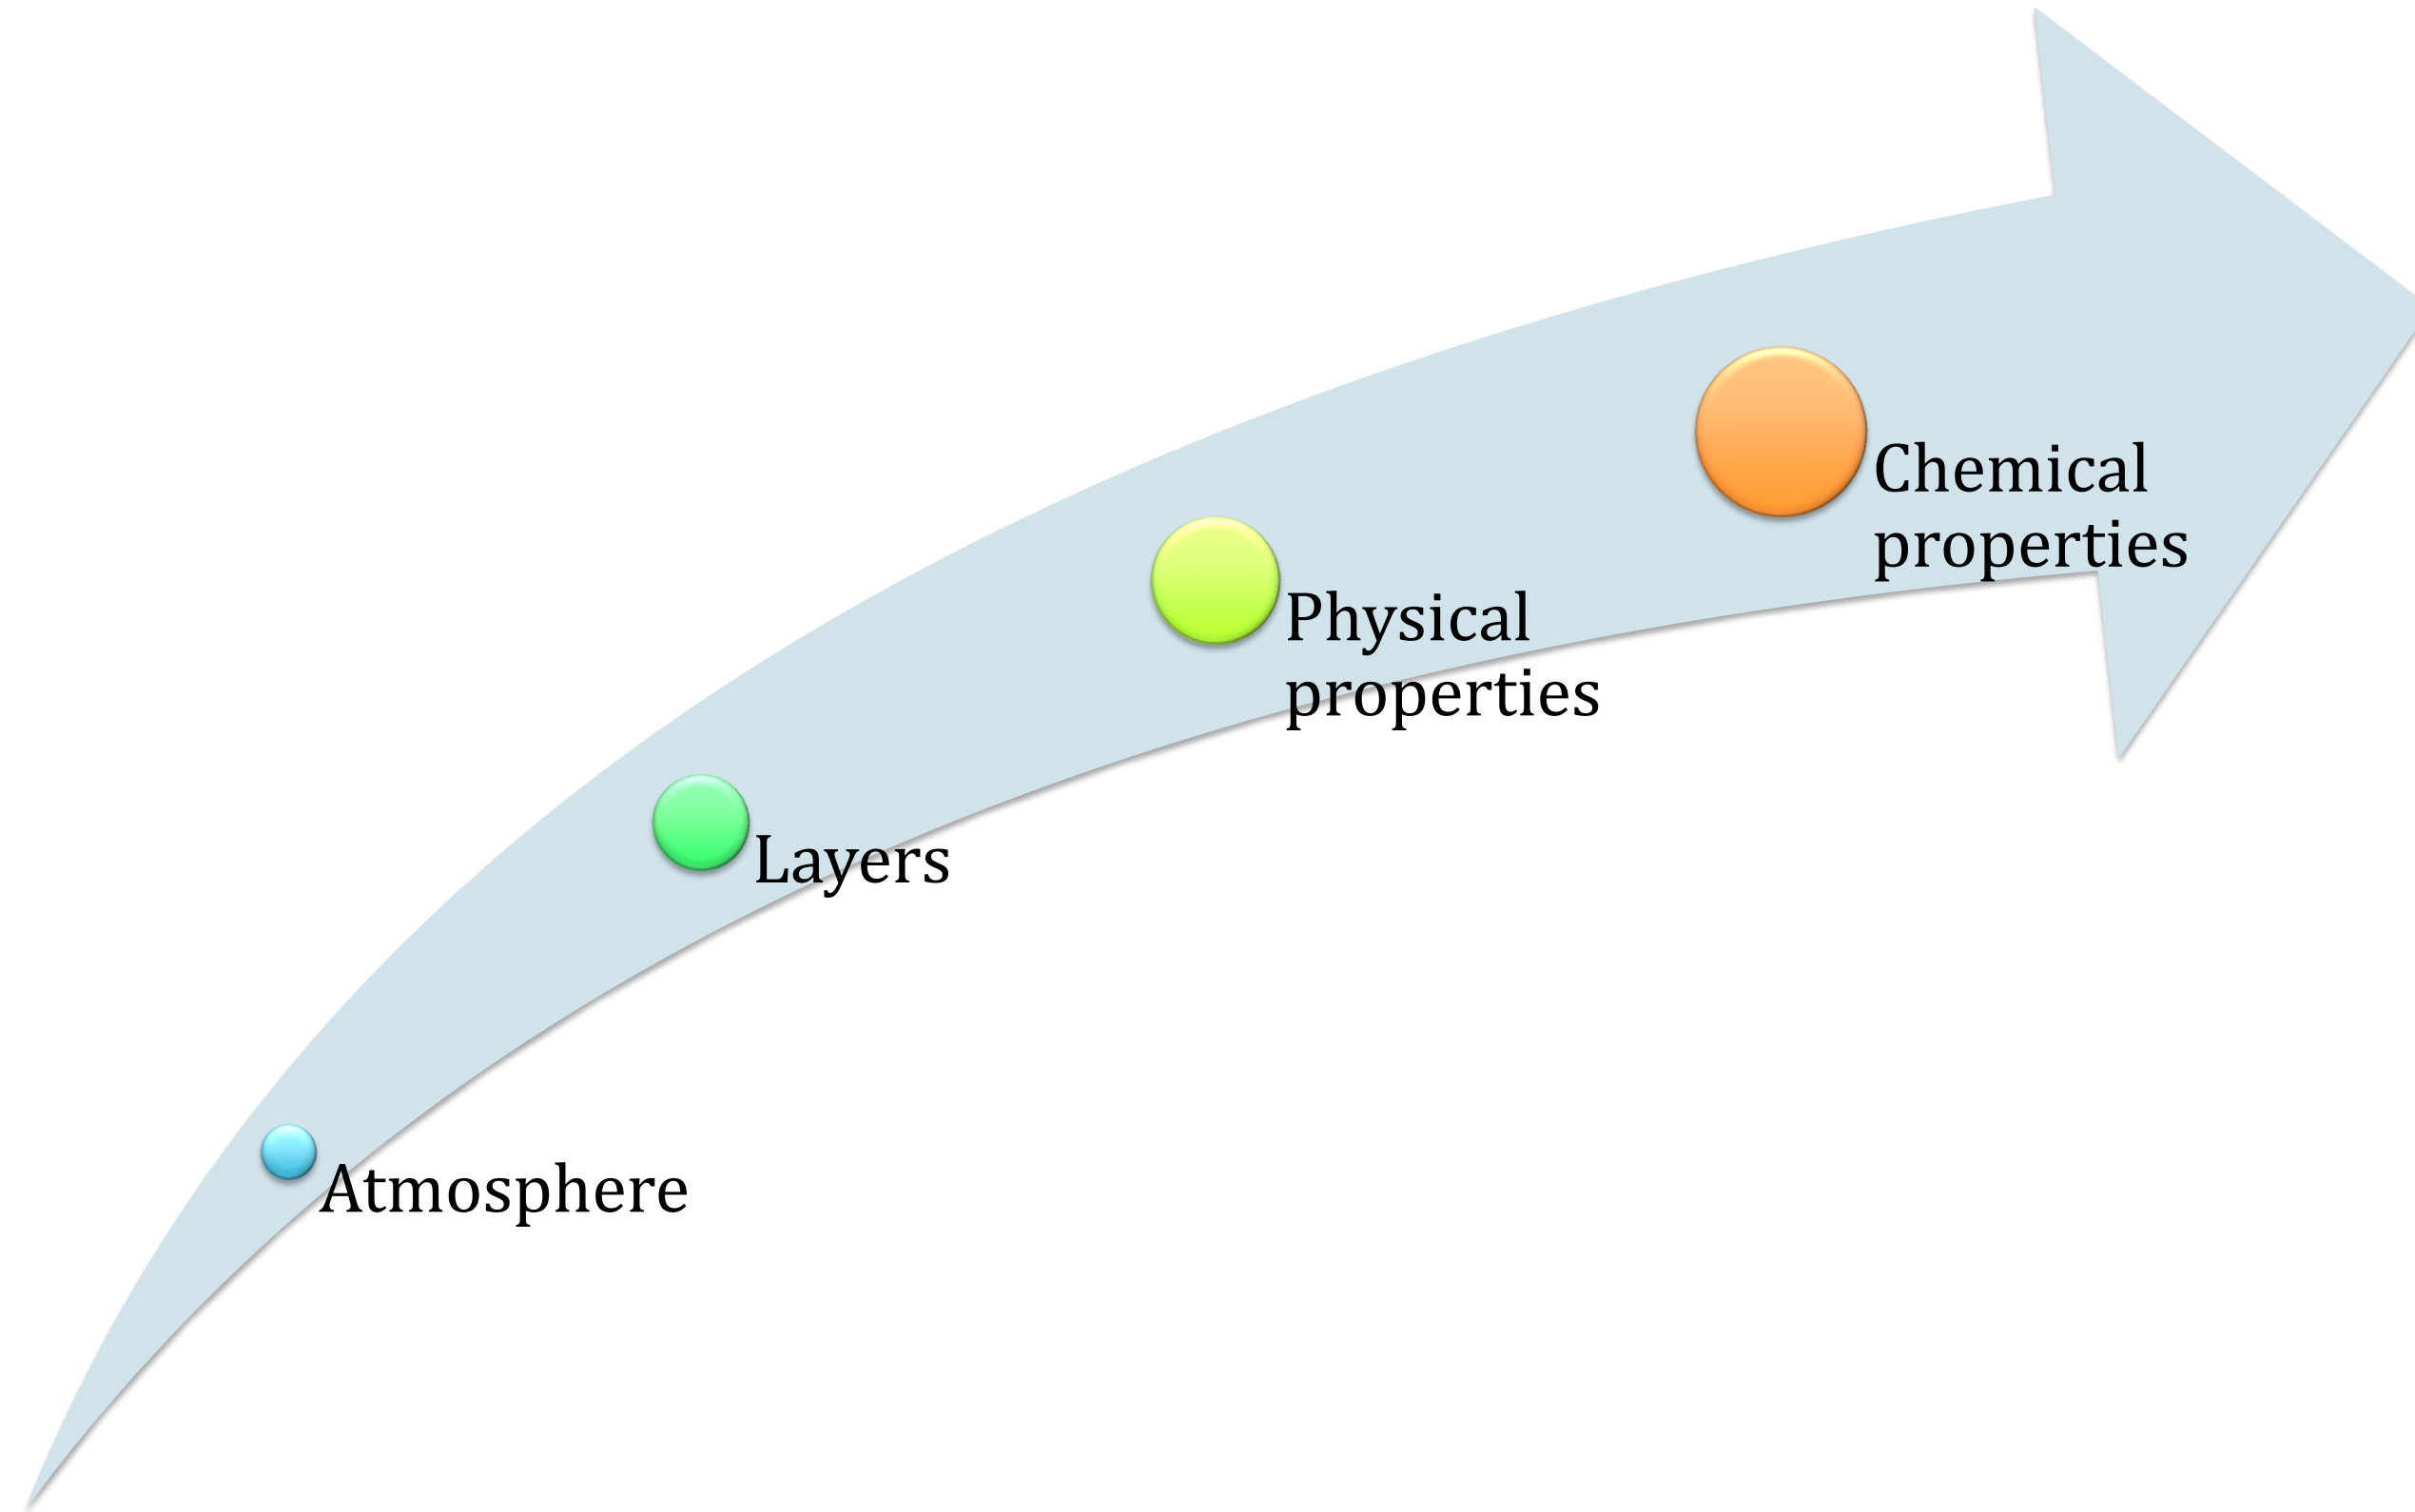 Atmosphere
Layers
Physical
properties
Chemical
properties